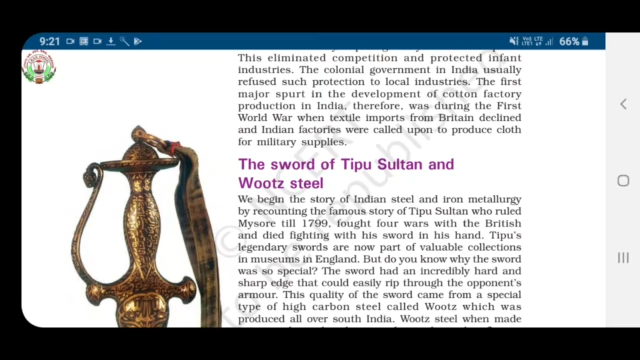 9:21
Vo) LTE
LTE1
66%
This eliminated competition and protected infant
industries. The colonial government in India usually
refused such protection to local industries. The first
major spurt in the development of cotton factory
production in India, therefore, was during the First
World War when textile imports from Britain declined
and Indian factories were called upon to produce cloth
for military supplies.
The sword of Tipu Sultan and
Wootz steel
We begin the story of Indian steel and iron metallurgy
by recounting the famous story of Tipu Sultan who ruled
Mysore till 1799, fought four wars with the British
and died fighting with his sword in his hand. Tipu's
legendary swords are now part of valuable collections
in museums in England. But do you know why the sword
was so special? The sword had an incredibly hard and
sharp edge that could easily rip through the opponent's
armour. This quality of the sword came from a special
type of high carbon steel called Wootz which was
produced all over south India. Wootz steel when made